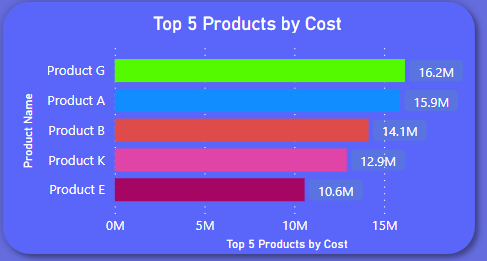 Top 5 Products by Cost
Product Name
Product G 16.2M
Product A 15.9M
Product B 14.1M
Product K 12.9M
Product E 10.6M
0M 5M 10M 15M
Top 5 Products by Cost